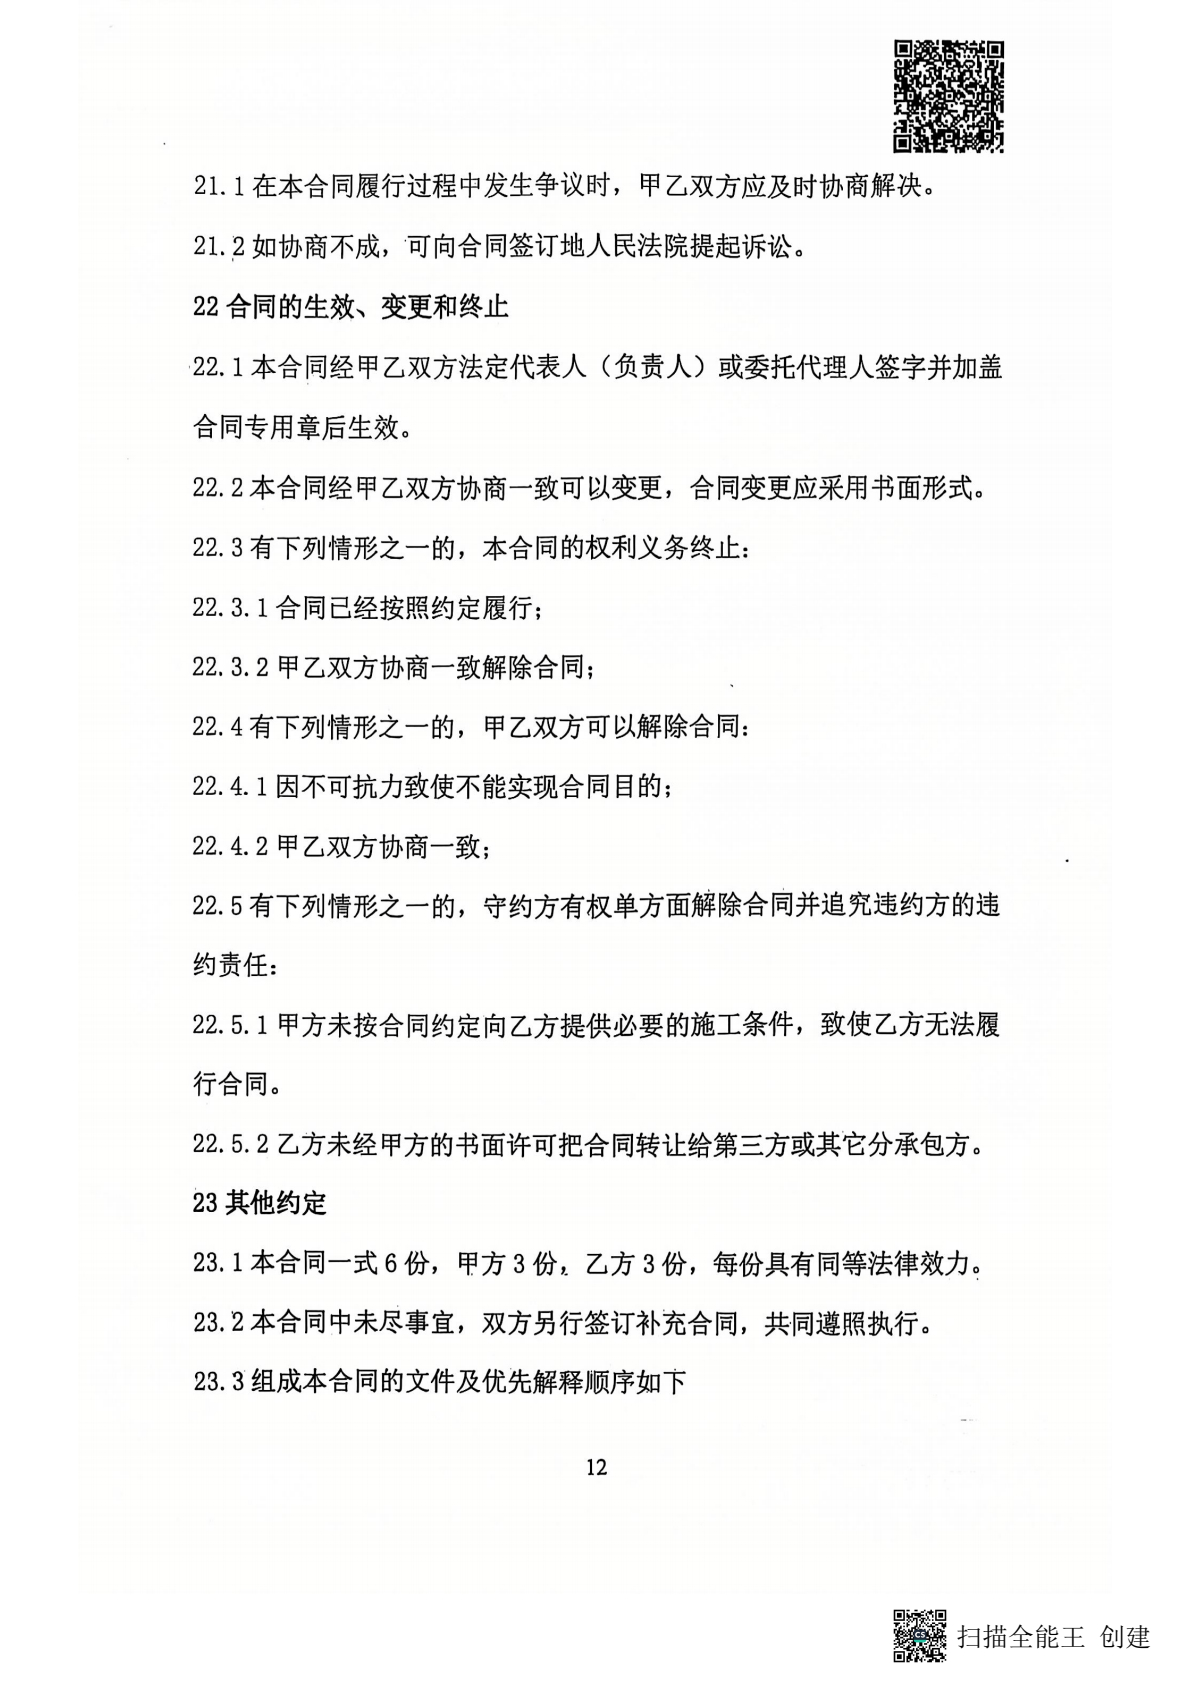 21.1在本合同履行过程中发生争议时，甲乙双方应及时协商解决。
21.2如协商不成，可向合同签订地人民法院提起诉讼。
22合同的生效、变更和终止
22.1本合同经甲乙双方法定代表人（负责人）或委托代理人签字并加盖
合同专用章后生效。
22.2本合同经甲乙双方协商一致可以变更，合同变更应采用书面形式。
22.3有下列情形之一的，本合同的权利义务终止：
22.3.1合同已经按照约定履行；
22.3.2甲乙双方协商一致解除合同；
22.4有下列情形之一的，甲乙双方可以解除合同：
22.4.1因不可抗力致使不能实现合同目的；
22.4.2甲乙双方协商一致；
22.5有下列情形之一的，守约方有权单方面解除合同并追究违约方的违
约责任：
22.5.1甲方未按合同约定向乙方提供必要的施工条件，致使乙方无法履
行合同。
22.5.2乙方未经甲方的书面许可把合同转让给第三方或其它分承包方。
23其他约定
23.1本合同一式6份，甲方3份，乙方3份，每份具有同等法律效力。
23.2本合同中未尽事宜，双方另行签订补充合同，共同遵照执行。
23.3组成本合同的文件及优先解释顺序如下
12
扫描全能王 创建